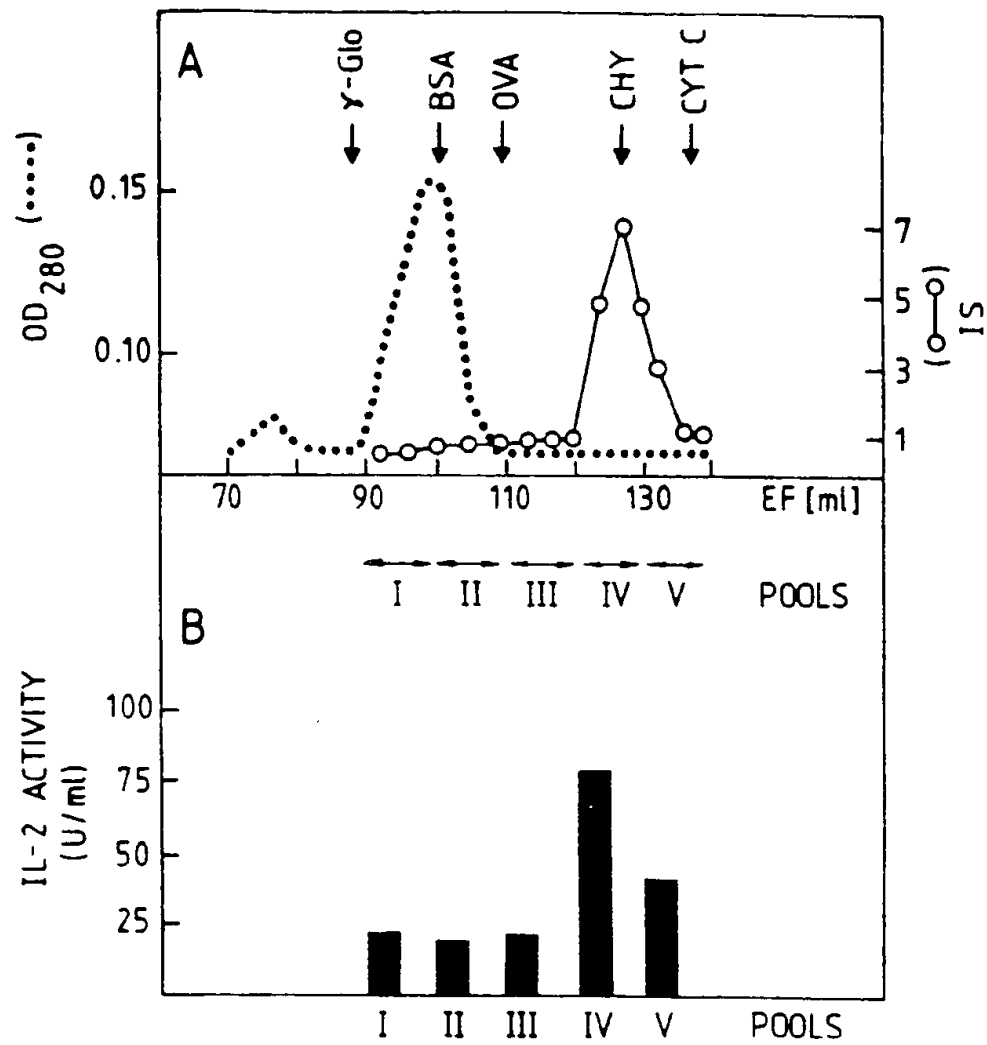 A
ɣ-Glo
BSA
OVA
CHY
CYT C
OD280 (.....)
0.15
0.10
7
5
3
1
IS (o—o)
70 90 110 130 EF [ml]
I II III IV V POOLS
B
IL-2 ACTIVITY
(U/ml)
100
75
50
25
I II III IV V POOLS